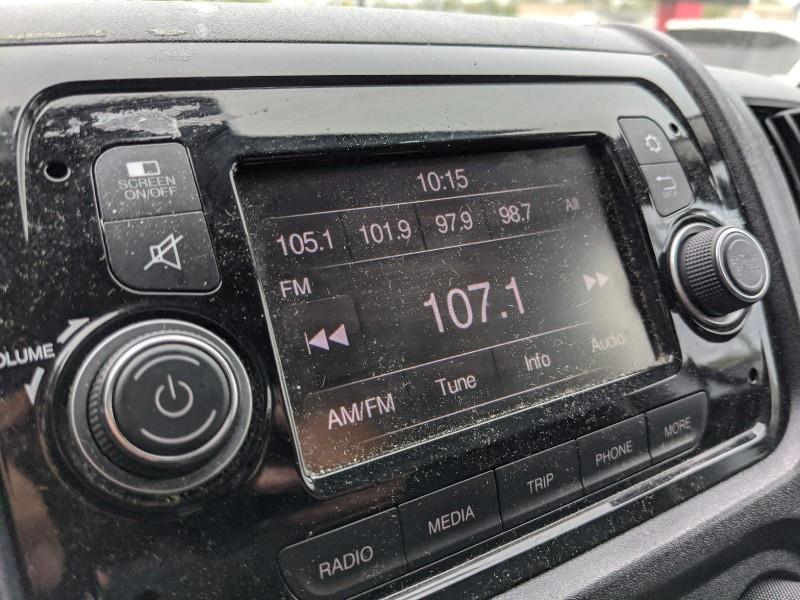 SCREEN
ON/OFF
10:15
105.1 101.9 97.9 98.7 All
FM
107.1
AM/FM Tune Info Audio
OLUME
RADIO MEDIA TRIP PHONE MORE